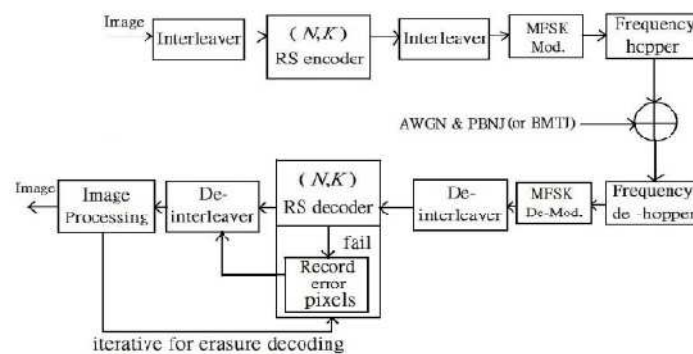 Image
Interleaver
(N,K)
RS encoder
Interleaver
MFSK
Mod.
Frequency
hopper
AWGN & PBNJ(or BMTI)
Image
Image
Processing
De-
interleaver
(N,K)
RS decoder
De-
interleaver
MFSK
De-Mod.
Frequency
de -hopper
fail
Record
error
pixels
iterative for erasure decoding